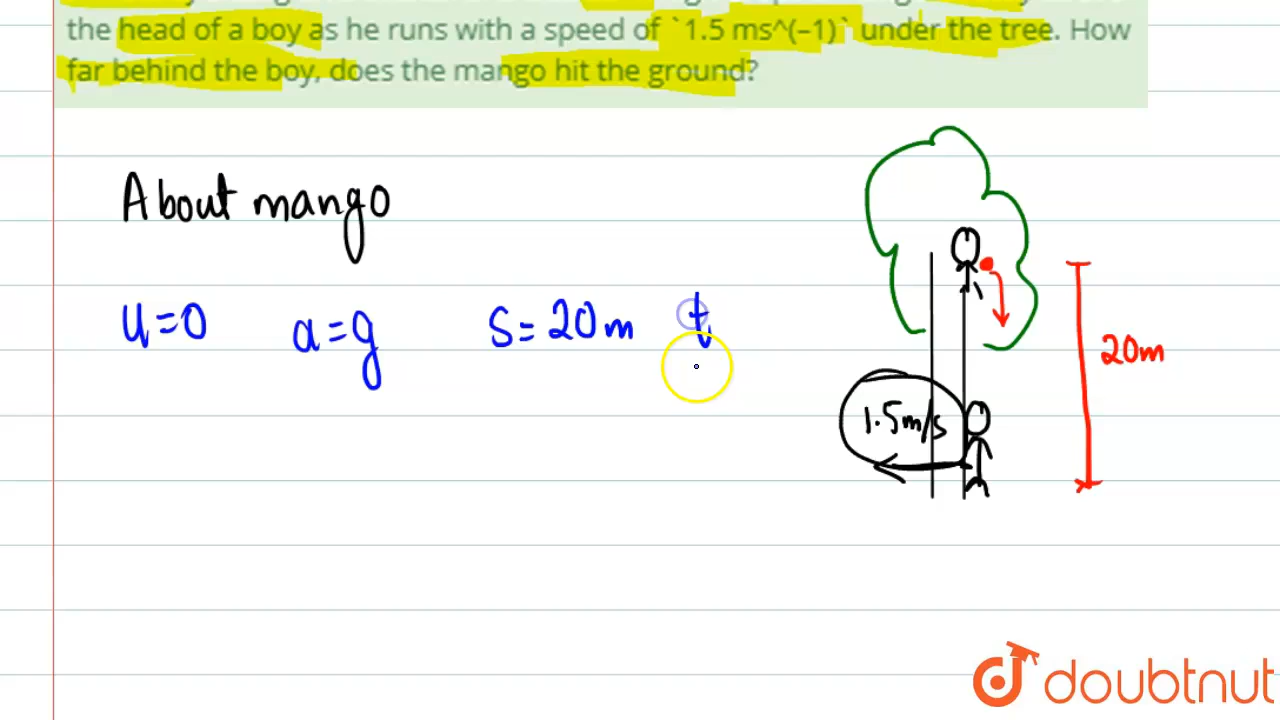 the head of a boy as he runs with a speed of `1.5 ms^(–1)` under the tree. How
far behind the boy, does the mango hit the ground?
About mango
u=0 a=g s=20m t
20m
1.5m/s
doubtnut